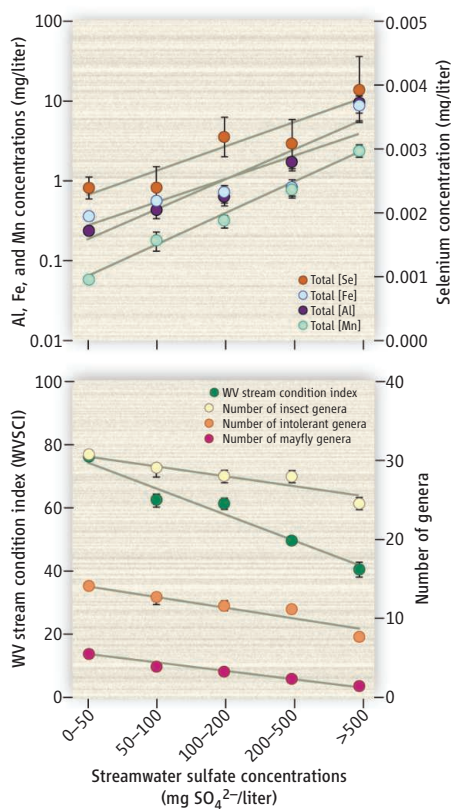 Al, Fe, and Mn concentrations (mg/liter)
100
10
1
0.1
0.01
0.005
0.004
0.003
0.002
0.001
0.000
Selenium concentration (mg/liter)
Total [Se]
Total [Fe]
Total [Al]
Total [Mn]
WV stream condition index (WVSCI)
100
80
60
40
20
0
40
30
20
10
0
Number of genera
WV stream condition index
Number of insect genera
Number of intolerant genera
Number of mayfly genera
0–50
50–100
100–200
200–500
>500
Streamwater sulfate concentrations
(mg SO₄²⁻/liter)